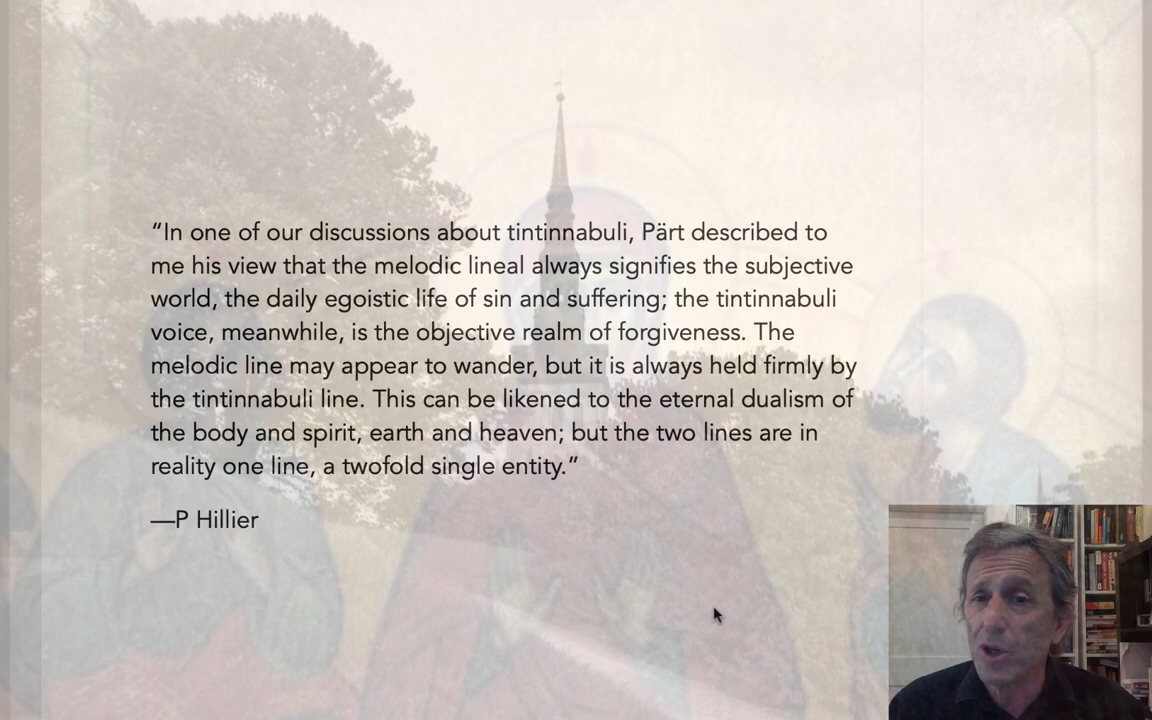 “In one of our discussions about tintinnabuli, Pärt described to
me his view that the melodic lineal always signifies the subjective
world, the daily egoistic life of sin and suffering; the tintinnabuli
voice, meanwhile, is the objective realm of forgiveness. The
melodic line may appear to wander, but it is always held firmly by
the tintinnabuli line. This can be likened to the eternal dualism of
the body and spirit, earth and heaven; but the two lines are in
reality one line, a twofold single entity.”
—P Hillier